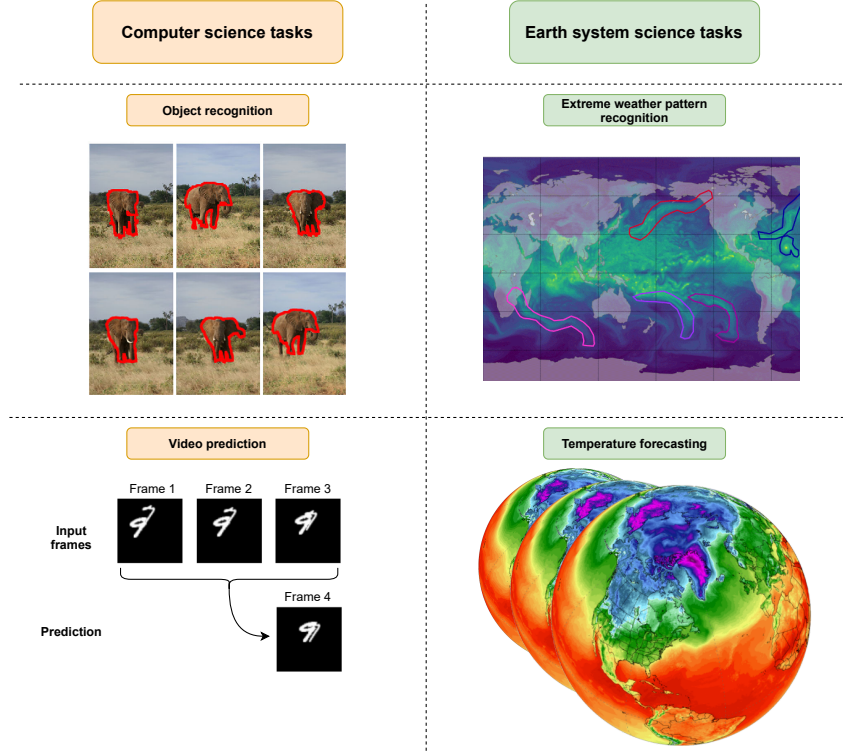 Computer science tasks
Earth system science tasks
Object recognition
Extreme weather pattern
recognition
Video prediction
Temperature forecasting
Frame 1
Frame 2
Frame 3
Input
frames
Frame 4
Prediction